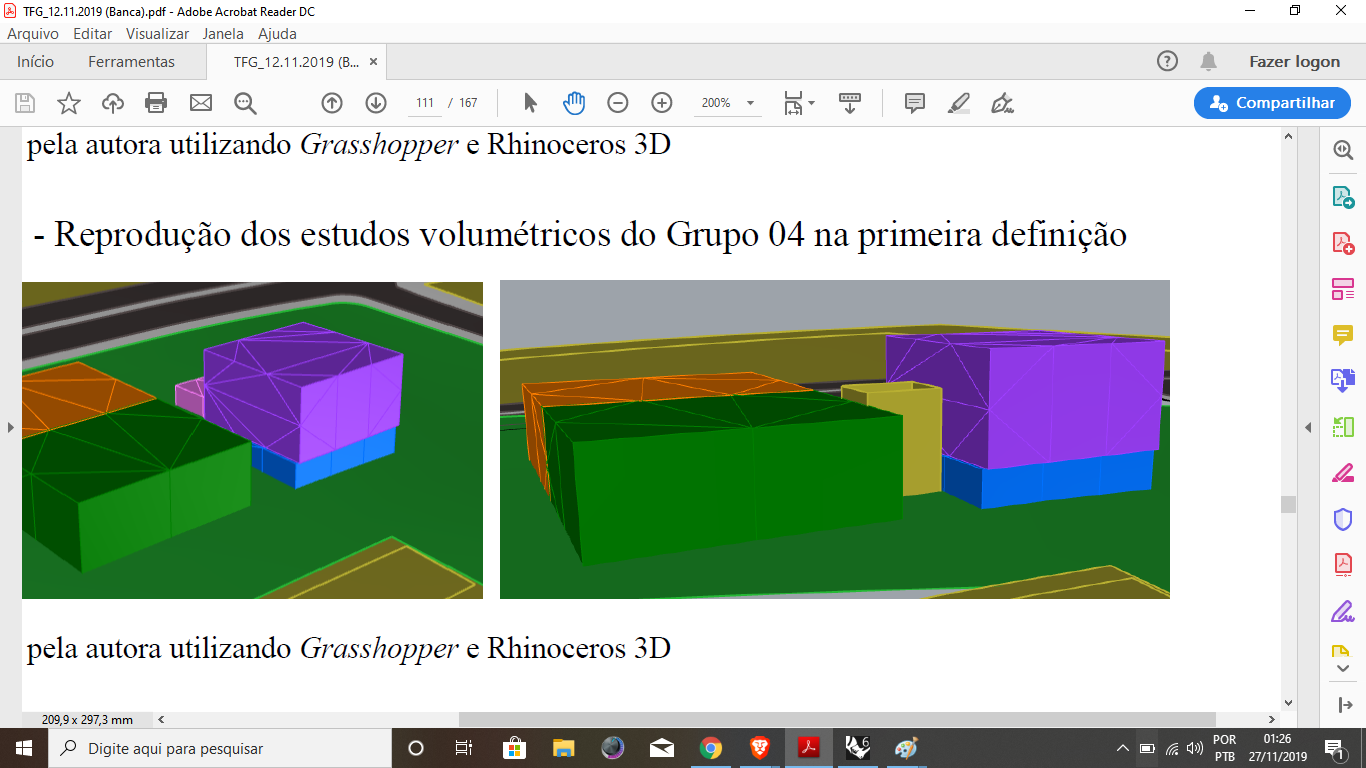 TFG_12.11.2019 (Banca).pdf - Adobe Acrobat Reader DC
Arquivo Editar Visualizar Janela Ajuda
Início Ferramentas TFG_12.11.2019 (B... × Fazer logon
111 / 167 200% Compartilhar
pela autora utilizando Grasshopper e Rhinoceros 3D
- Reprodução dos estudos volumétricos do Grupo 04 na primeira definição
pela autora utilizando Grasshopper e Rhinoceros 3D
209,9 x 297,3 mm
Digite aqui para pesquisar
6
POR 01:26
PTB 27/11/2019
1